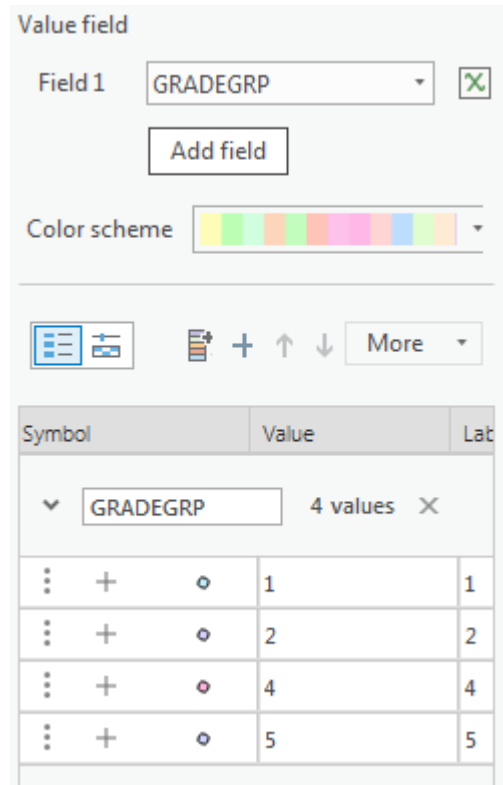 Value field
Field 1 GRADEGRP
Add field
Color scheme
More
Symbol Value Lab
GRADEGRP 4 values
1 1
2 2
4 4
5 5